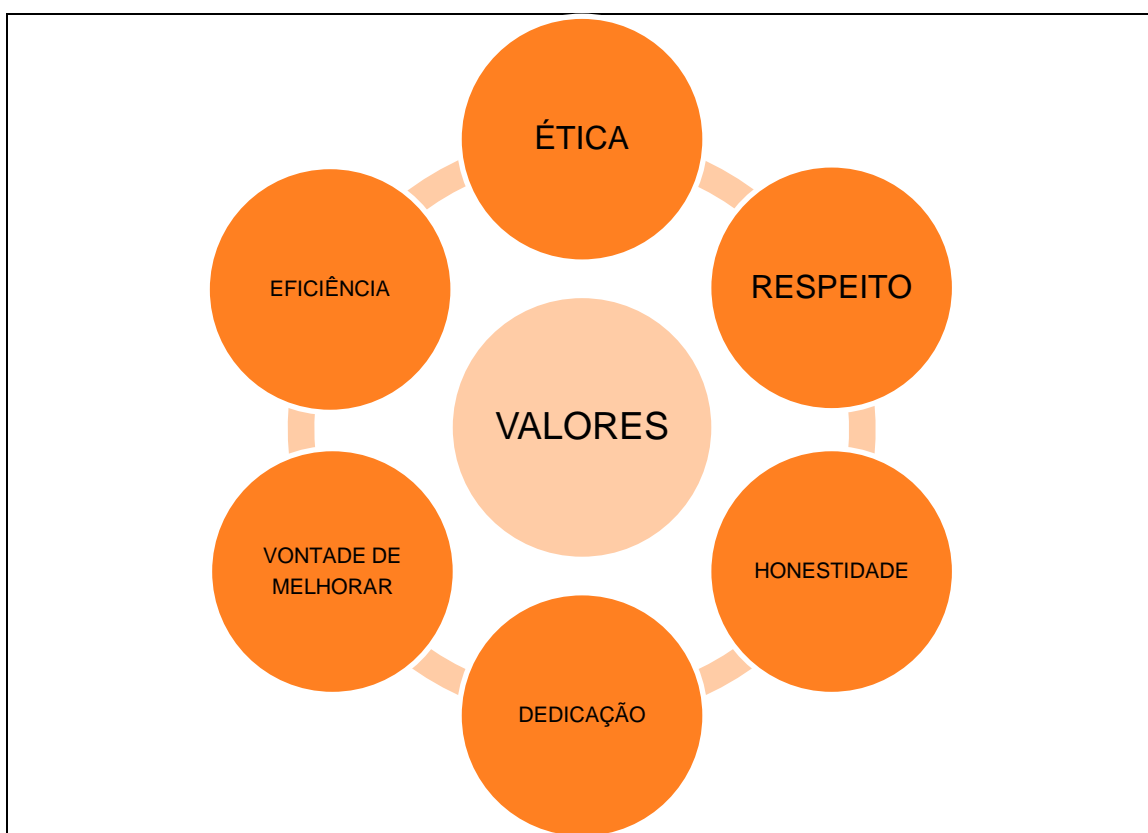 ÉTICA
RESPEITO
HONESTIDADE
DEDICAÇÃO
VONTADE DE
MELHORAR
EFICIÊNCIA
VALORES